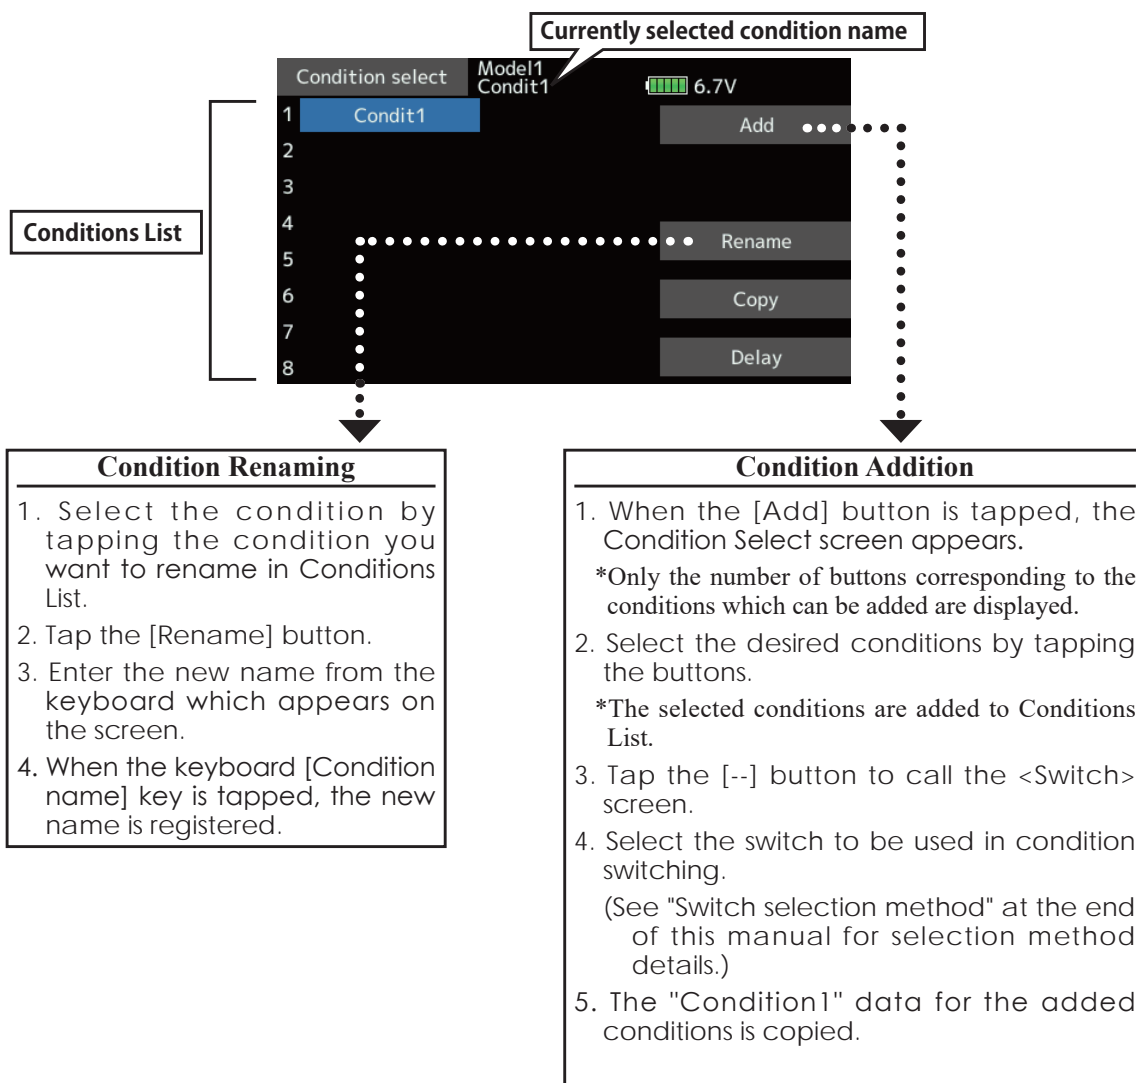 Currently selected condition name
Condition select
Model1
Condit1
6.7V
1 Condit1
Add
2
3
4
Conditions List
Rename
5
6
Copy
7
Delay
8
Condition Renaming
1. Select the condition by
tapping the condition you
want to rename in Conditions
List.
2. Tap the [Rename] button.
3. Enter the new name from the
keyboard which appears on
the screen.
4. When the keyboard [Condition
name] key is tapped, the new
name is registered.
Condition Addition
1. When the [Add] button is tapped, the
Condition Select screen appears.
*Only the number of buttons corresponding to the
conditions which can be added are displayed.
2. Select the desired conditions by tapping
the buttons.
*The selected conditions are added to Conditions
List.
3. Tap the [--] button to call the <Switch>
screen.
4. Select the switch to be used in condition
switching.
(See "Switch selection method" at the end
of this manual for selection method
details.)
5. The "Condition1" data for the added
conditions is copied.